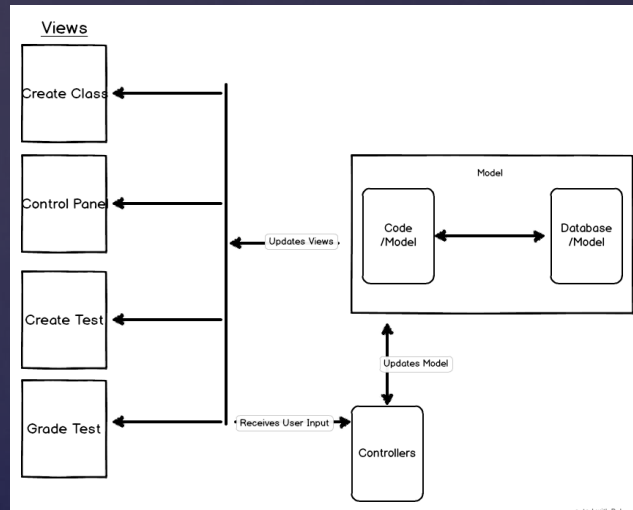 Views
Create Class
Control Panel
Create Test
Grade Test
Updates Views
Model
Code
/Model
Database
/Model
Updates Model
Receives User Input
Controllers